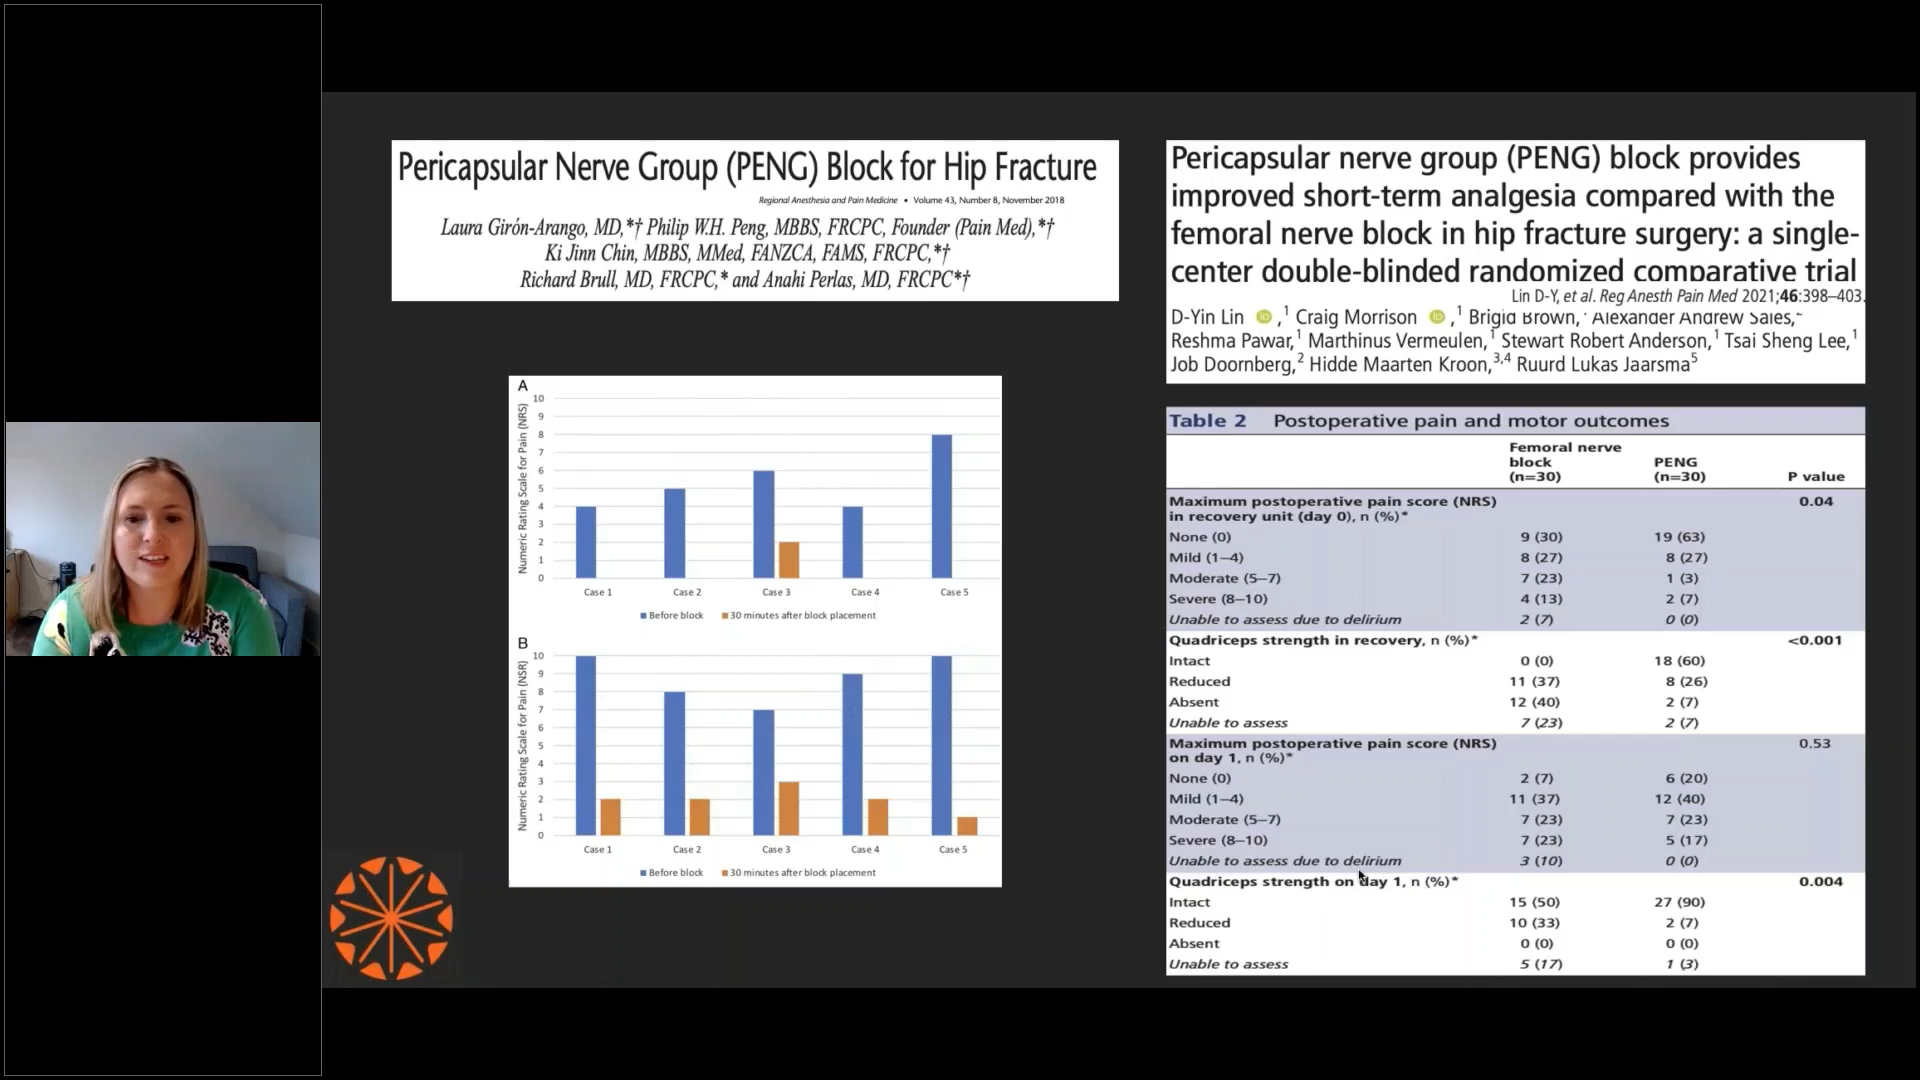 Pericapsular Nerve Group (PENG) Block for Hip Fracture
Regional Anesthesia and Pain Medicine • Volume 43, Number 8, November 2018
Laura Girón-Arango, MD,*† Philip W.H. Peng, MBBS, FRCPC, Founder (Pain Med),*†
Ki Jinn Chin, MBBS, MMed, FANZCA, FAMS, FRCPC,*†
Richard Brull, MD, FRCPC,* and Anahi Perlas, MD, FRCPC*†
A
Numeric Rating Scale for Pain (NRS)
10
9
8
7
6
5
4
3
2
1
0
Case 1 Case 2 Case 3 Case 4 Case 5
Before block 30 minutes after block placement
B
Numeric Rating Scale for Pain (NSR)
10
9
8
7
6
5
4
3
2
1
0
Case 1 Case 2 Case 3 Case 4 Case 5
Before block 30 minutes after block placement
Pericapsular nerve group (PENG) block provides
improved short-term analgesia compared with the
femoral nerve block in hip fracture surgery: a single-
center double-blinded randomized comparative trial
Lin D-Y, et al. Reg Anesth Pain Med 2021;46:398–403.
D-Yin Lin iD ,1 Craig Morrison iD ,1 Brigid Brown,1 Alexander Andrew Sales,2
Reshma Pawar,1 Marthinus Vermeulen,1 Stewart Robert Anderson,1 Tsai Sheng Lee,1
Job Doornberg,2 Hidde Maarten Kroon,3,4 Ruurd Lukas Jaarsma5
Table 2 Postoperative pain and motor outcomes
Femoral nerve
block PENG
(n=30) (n=30) P value
Maximum postoperative pain score (NRS) 0.04
in recovery unit (day 0), n (%)*
None (0) 9 (30) 19 (63)
Mild (1–4) 8 (27) 8 (27)
Moderate (5–7) 7 (23) 1 (3)
Severe (8–10) 4 (13) 2 (7)
Unable to assess due to delirium 2 (7) 0 (0)
Quadriceps strength in recovery, n (%)* <0.001
Intact 0 (0) 18 (60)
Reduced 11 (37) 8 (26)
Absent 12 (40) 2 (7)
Unable to assess 7 (23) 2 (7)
Maximum postoperative pain score (NRS) 0.53
on day 1, n (%)*
None (0) 2 (7) 6 (20)
Mild (1–4) 11 (37) 12 (40)
Moderate (5–7) 7 (23) 7 (23)
Severe (8–10) 7 (23) 5 (17)
Unable to assess due to delirium 3 (10) 0 (0)
Quadriceps strength on day 1, n (%)* 0.004
Intact 15 (50) 27 (90)
Reduced 10 (33) 2 (7)
Absent 0 (0) 0 (0)
Unable to assess 5 (17) 1 (3)